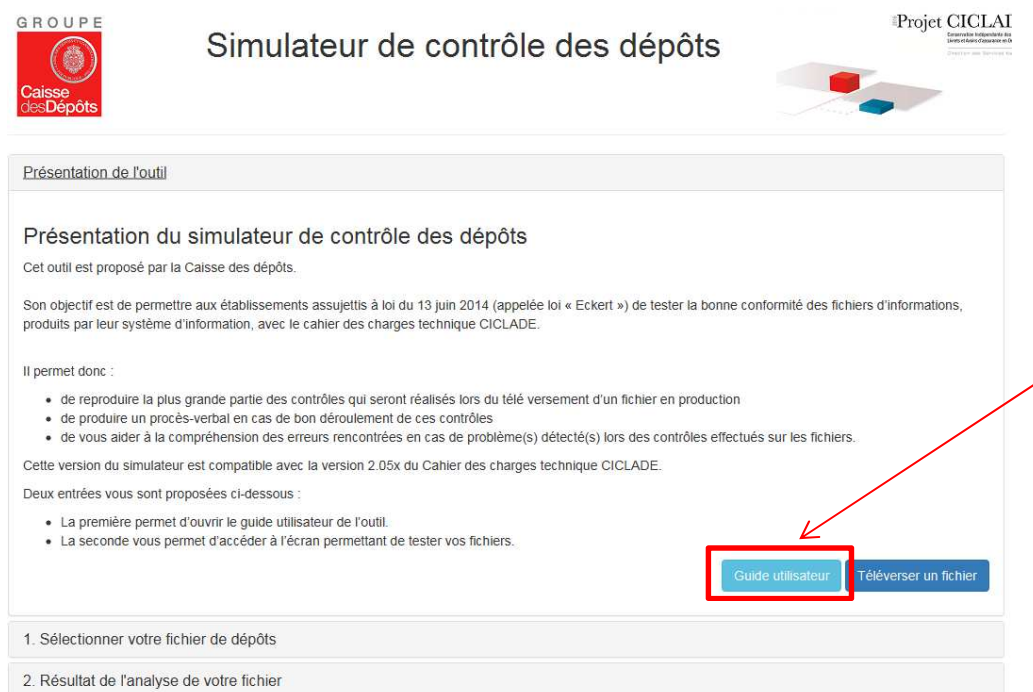 GROUPE
Caisse
desDépôts
Simulateur de contrôle des dépôts
Projet CICLAD
Présentation de l'outil
Présentation du simulateur de contrôle des dépôts
Cet outil est proposé par la Caisse des dépôts.
Son objectif est de permettre aux établissements assujettis à loi du 13 juin 2014 (appelée loi « Eckert ») de tester la bonne conformité des fichiers d'informations,
produits par leur système d'information, avec le cahier des charges technique CICLADE.
Il permet donc :
• de reproduire la plus grande partie des contrôles qui seront réalisés lors du télé versement d'un fichier en production
• de produire un procès-verbal en cas de bon déroulement de ces contrôles
• de vous aider à la compréhension des erreurs rencontrées en cas de problème(s) détecté(s) lors des contrôles effectués sur les fichiers.
Cette version du simulateur est compatible avec la version 2.05x du Cahier des charges technique CICLADE.
Deux entrées vous sont proposées ci-dessous :
• La première permet d'ouvrir le guide utilisateur de l'outil.
• La seconde vous permet d'accéder à l'écran permettant de tester vos fichiers.
Guide utilisateur
Téléverser un fichier
1. Sélectionner votre fichier de dépôts
2. Résultat de l'analyse de votre fichier